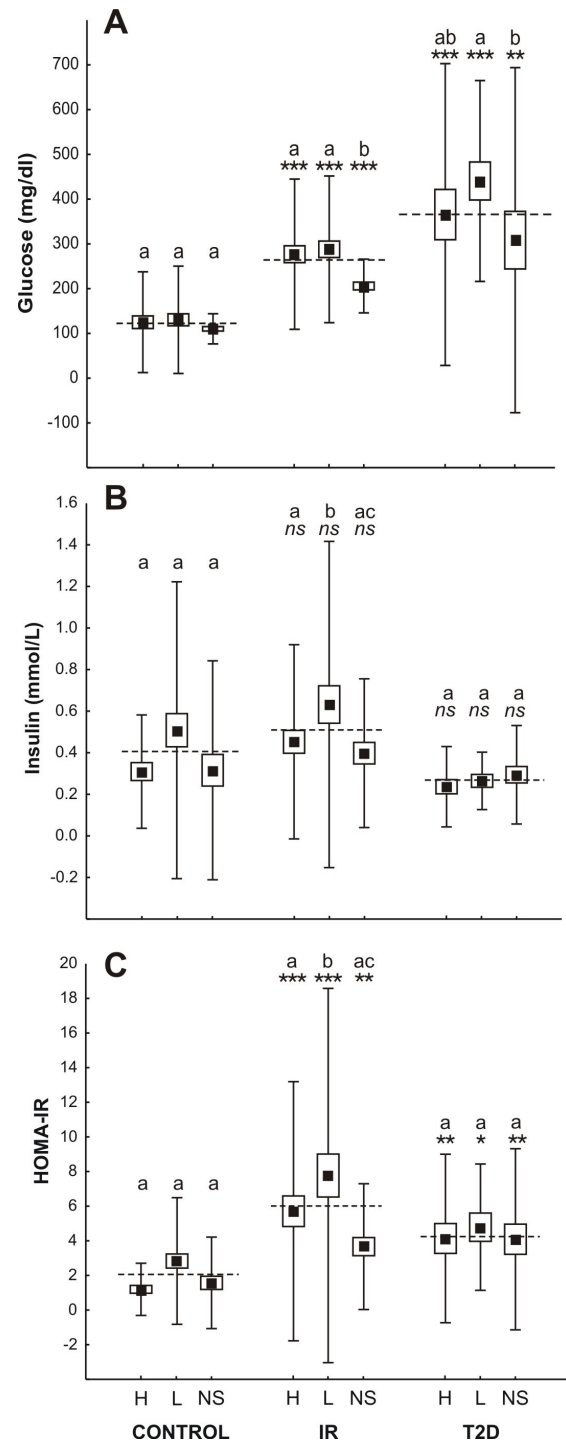 A
ab a b
*** *** **
700
600
a a b
*** *** ***
500
400
300
a a a
200
100
0
-100
Glucose (mg/dl)
B
1.6
a b ac
ns ns ns
1.4
a a a
1.2
1.0
0.8
a a a
ns ns ns
0.6
0.4
0.2
0.0
-0.2
Insulin (mmol/L)
C
20
a b ac
*** *** **
18
16
14
12
a a a
** * **
10
8
a a a
6
4
2
0
-2
HOMA-IR
H L NS H L NS H L NS
CONTROL IR T2D